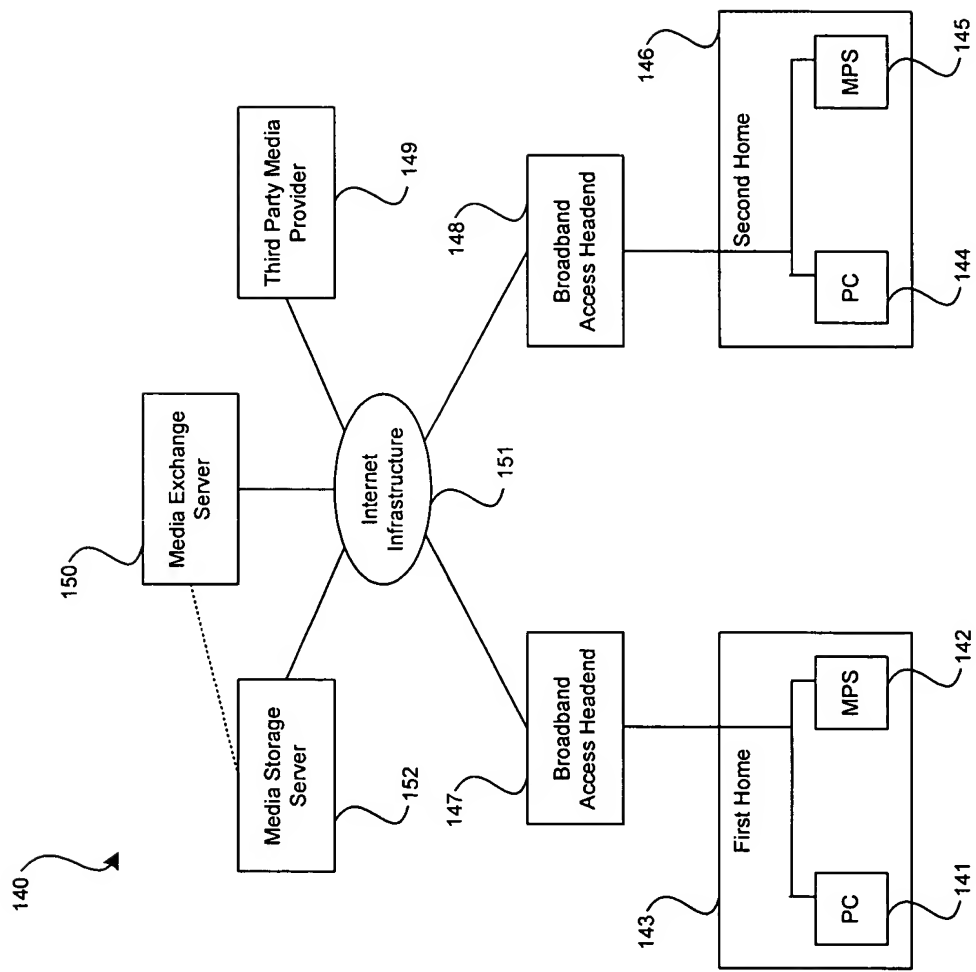 140
150
Media Exchange
Server
Media Storage
Server
152
Third Party Media
Provider
149
Internet
Infrastructure
151
147
Broadband
Access Headend
148
Broadband
Access Headend
143
First Home
PC
141
MPS
142
146
Second Home
PC
144
MPS
145